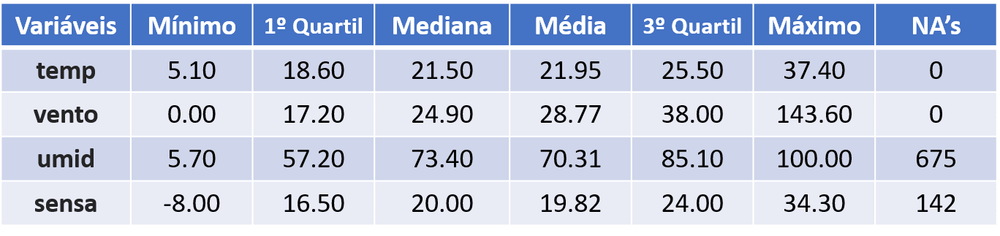 Variáveis Mínimo 1º Quartil Mediana Média 3º Quartil Máximo NA’s
temp 5.10 18.60 21.50 21.95 25.50 37.40 0
vento 0.00 17.20 24.90 28.77 38.00 143.60 0
umid 5.70 57.20 73.40 70.31 85.10 100.00 675
sensa -8.00 16.50 20.00 19.82 24.00 34.30 142